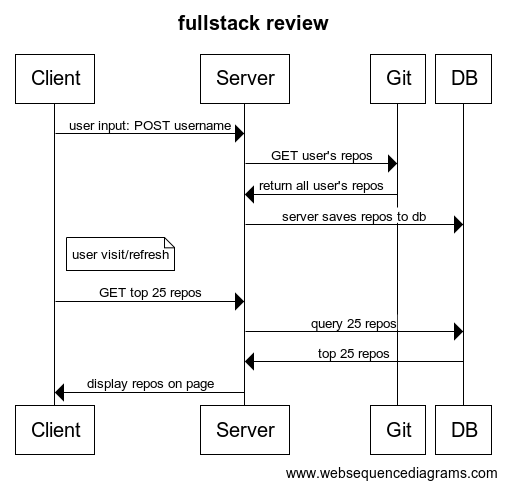 fullstack review
Client
Server
Git
DB
user input: POST username
GET user's repos
return all user's repos
server saves repos to db
user visit/refresh
GET top 25 repos
query 25 repos
top 25 repos
display repos on page
Client
Server
Git
DB
www.websequencediagrams.com